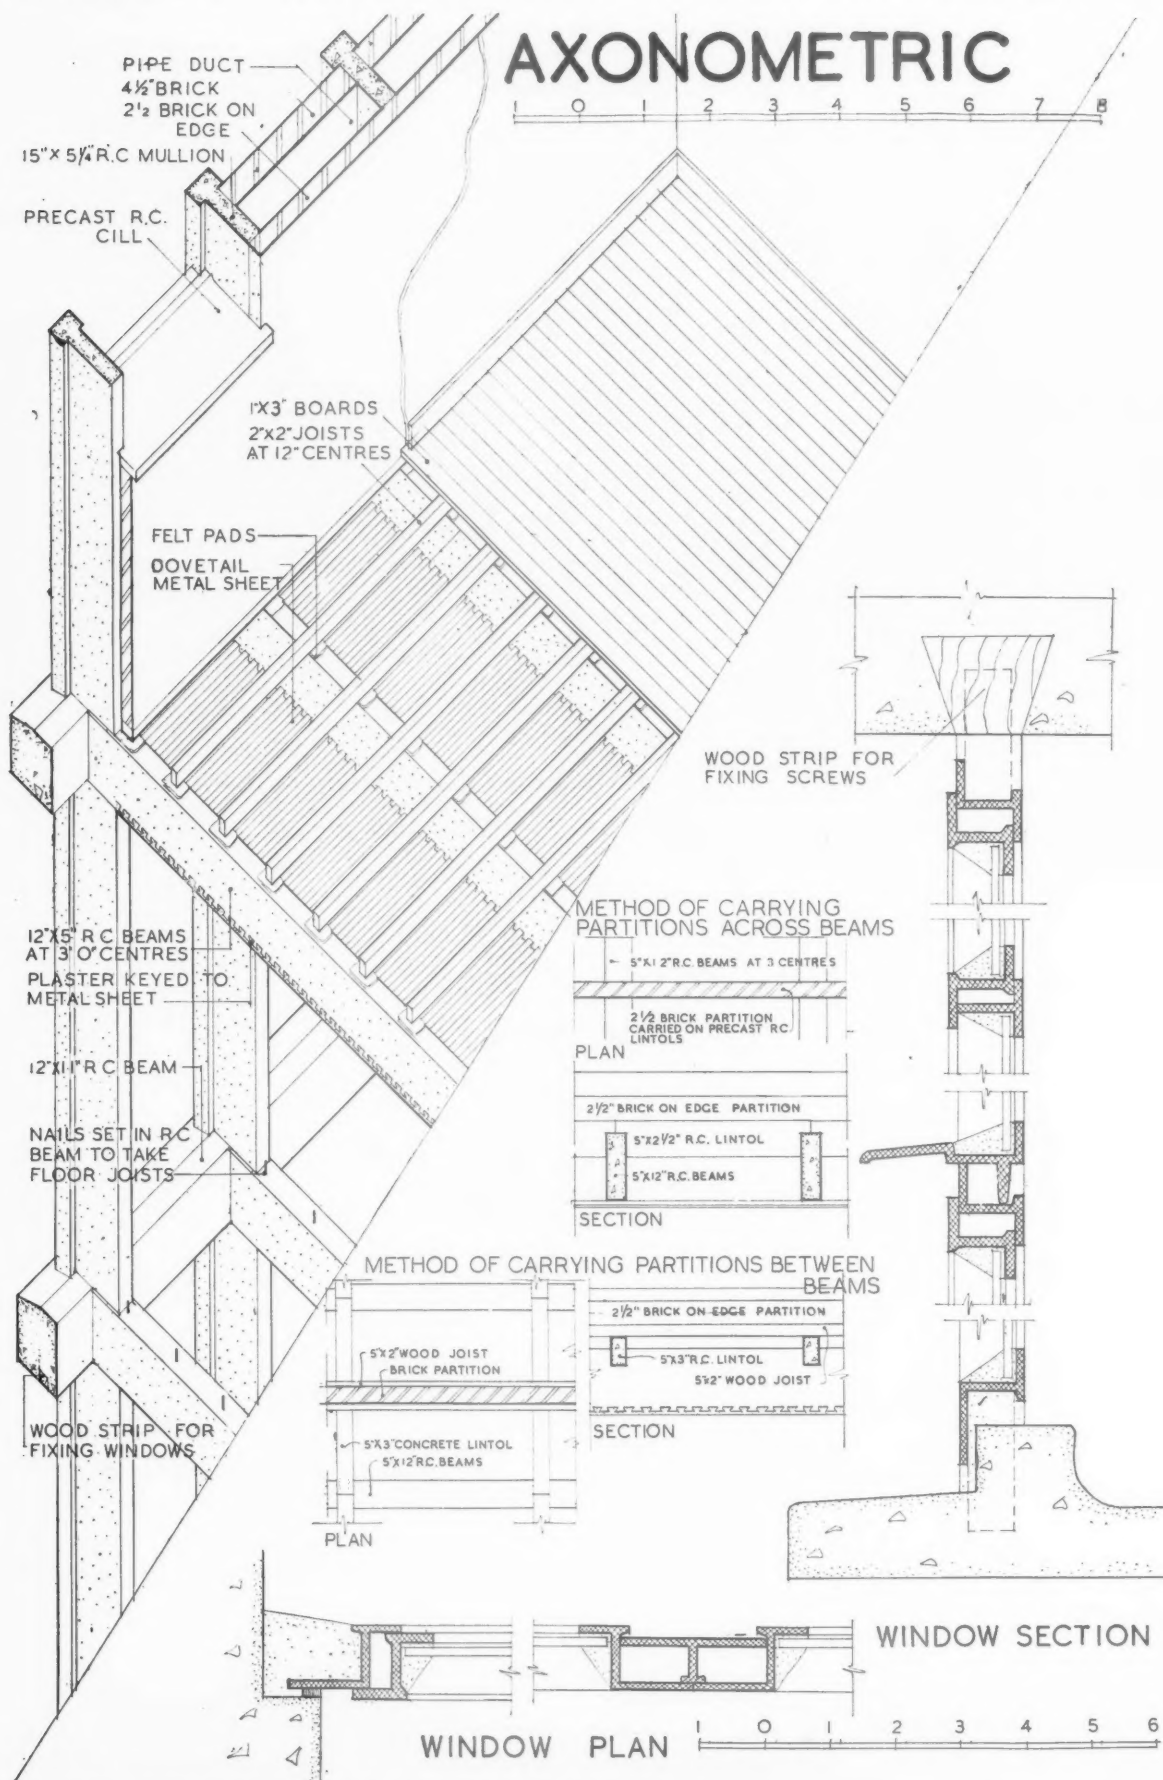 AXONOMETRIC
1 0 1 2 3 4 5 6 7 8
PIPE DUCT
4½" BRICK
2'2 BRICK ON
EDGE
15" X 5¼" R.C MULLION
PRECAST R.C.
CILL
1"X3" BOARDS
2"X2" JOISTS
AT 12" CENTRES
FELT PADS
DOVETAIL
METAL SHEET
WOOD STRIP FOR
FIXING SCREWS
12"X5" R C BEAMS
AT 3' 0" CENTRES
PLASTER KEYED TO
METAL SHEET
12"X11" R C BEAM
NAILS SET IN R C
BEAM TO TAKE
FLOOR JOISTS
WOOD STRIP FOR
FIXING WINDOWS
METHOD OF CARRYING
PARTITIONS ACROSS BEAMS
5"X12" R.C. BEAMS AT 3 CENTRES
2½ BRICK PARTITION
CARRIED ON PRECAST R.C.
LINTOLS
PLAN
2½" BRICK ON EDGE PARTITION
5"X2½" R.C. LINTOL
5"X12" R.C. BEAMS
SECTION
METHOD OF CARRYING PARTITIONS BETWEEN
BEAMS
5"X2" WOOD JOIST
BRICK PARTITION
5"X3" CONCRETE LINTOL
5"X12" R.C. BEAMS
PLAN
2½" BRICK ON EDGE PARTITION
5"X3" R.C. LINTOL
5"X2" WOOD JOIST
SECTION
WINDOW SECTION
WINDOW PLAN
1 0 1 2 3 4 5 6